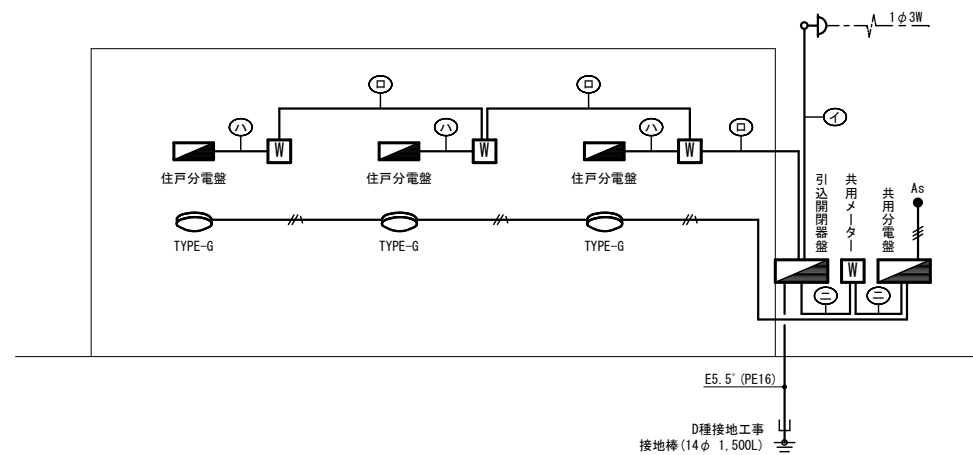 1φ3W
ロ
ロ
イ
ハ
W
ハ
W
ハ
W
ロ
住戸分電盤
住戸分電盤
住戸分電盤
引込開閉器盤
共用メーター
共用分電盤
As
TYPE-G
TYPE-G
TYPE-G
W
ニ
ニ
E5.5゜(PE16)
D種接地工事
接地棒(14φ 1,500L)